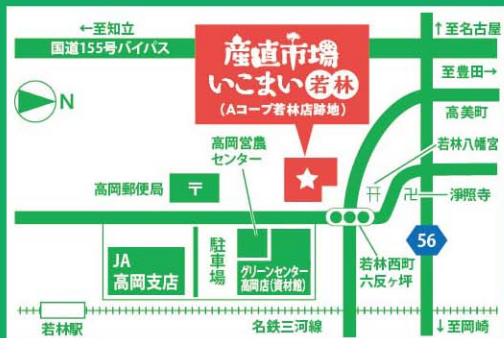 ←至知立
国道155号バイパス
産直市場
いこまい若林
(Aコープ若林店跡地)
↑至名古屋
至豊田→
高美町
若林八幡宮
N
高岡営農
センター
高岡郵便局
〒
卍
浄照寺
JA
高岡支店
駐車場
グリーンセンター
高岡店(資材館)
若林西町
六反ヶ坪
56
若林駅
名鉄三河線
↓至岡崎